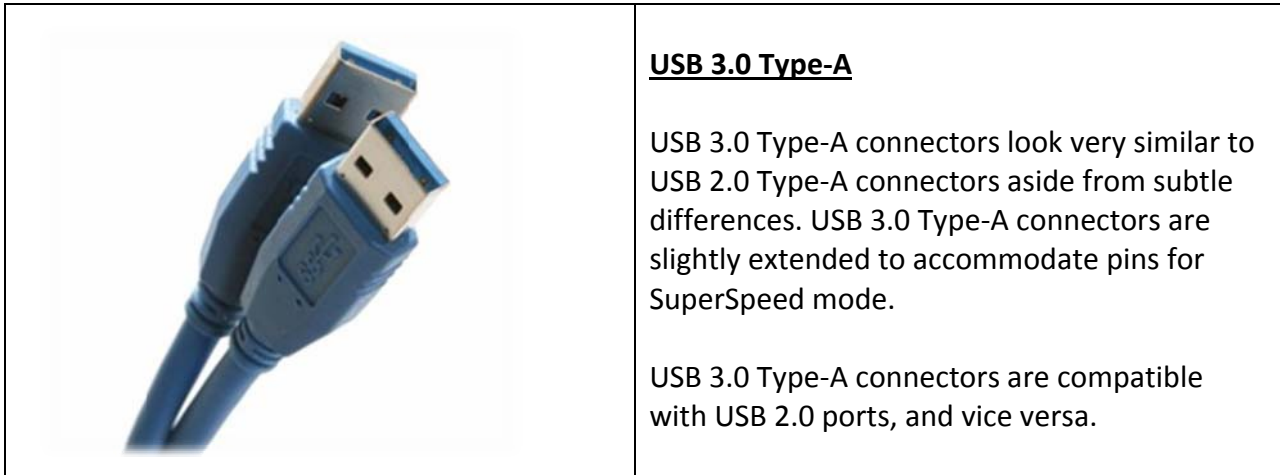 USB 3.0 Type-A
USB 3.0 Type-A connectors look very similar to
USB 2.0 Type-A connectors aside from subtle
differences. USB 3.0 Type-A connectors are
slightly extended to accommodate pins for
SuperSpeed mode.
USB 3.0 Type-A connectors are compatible
with USB 2.0 ports, and vice versa.